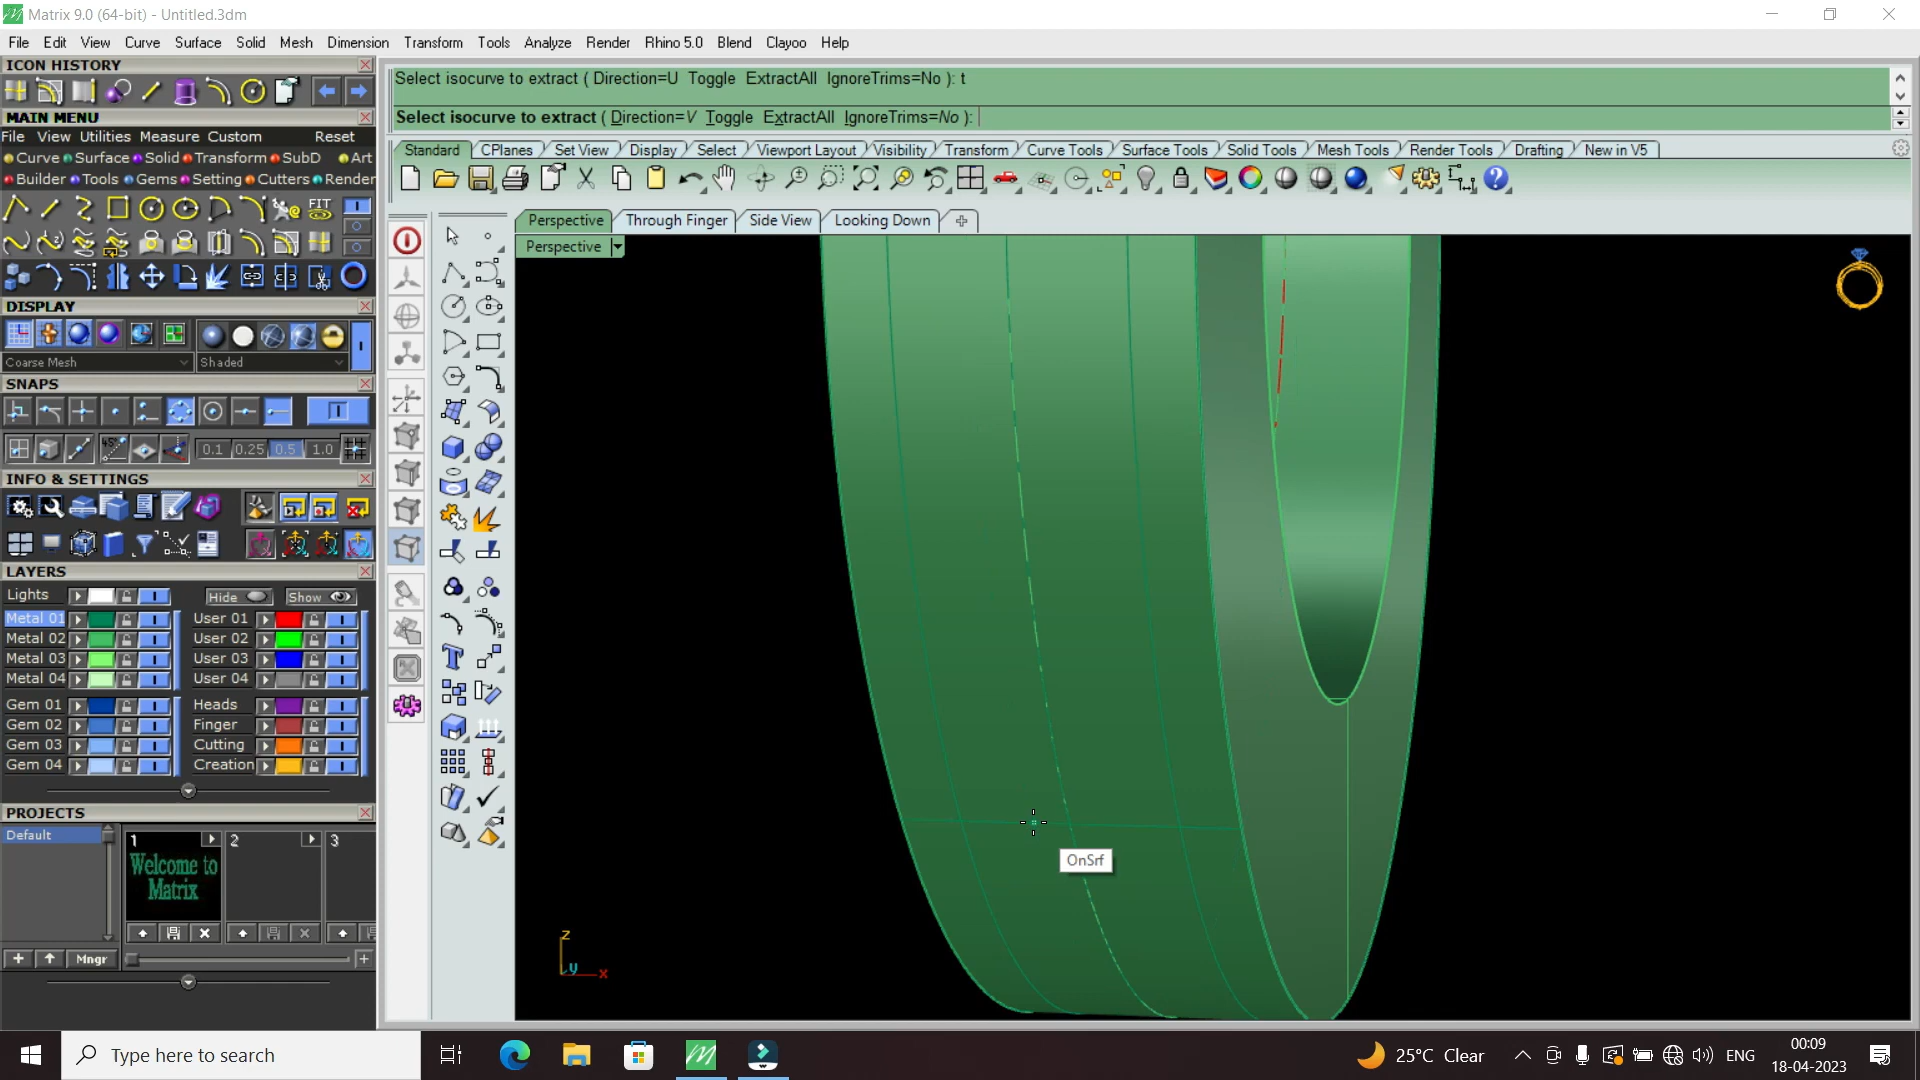 Matrix 9.0 (64-bit) - Untitled.3dm
File Edit View Curve Surface Solid Mesh Dimension Transform Tools Analyze Render Rhino 5.0 Blend Clayoo Help
ICON HISTORY
Select isocurve to extract ( Direction=U Toggle ExtractAll IgnoreTrims=No ): t
MAIN MENU
Select isocurve to extract ( Direction=V Toggle ExtractAll IgnoreTrims=No ):
File View Utilities Measure Custom Reset
Standard CPlanes Set View Display Select Viewport Layout Visibility Transform Curve Tools Surface Tools Solid Tools Mesh Tools Render Tools Drafting New in V5
Curve Surface Solid Transform SubD Art
Builder Tools Gems Setting Cutters Render
FIT
Perspective Through Finger Side View Looking Down
Perspective
DISPLAY
Coarse Mesh Shaded
SNAPS
45°
0.1 0.25 0.5 1.0
INFO & SETTINGS
LAYERS
Lights Hide Show
Metal 01 User 01
Metal 02 User 02
Metal 03 User 03
Metal 04 User 04
Gem 01 Heads
Gem 02 Finger
Gem 03 Cutting
Gem 04 Creation
PROJECTS
Default
1 2 3
Welcome to
Matrix
Mngr
OnSrf
z
y x
Type here to search
25°C Clear
ENG
00:09
18-04-2023